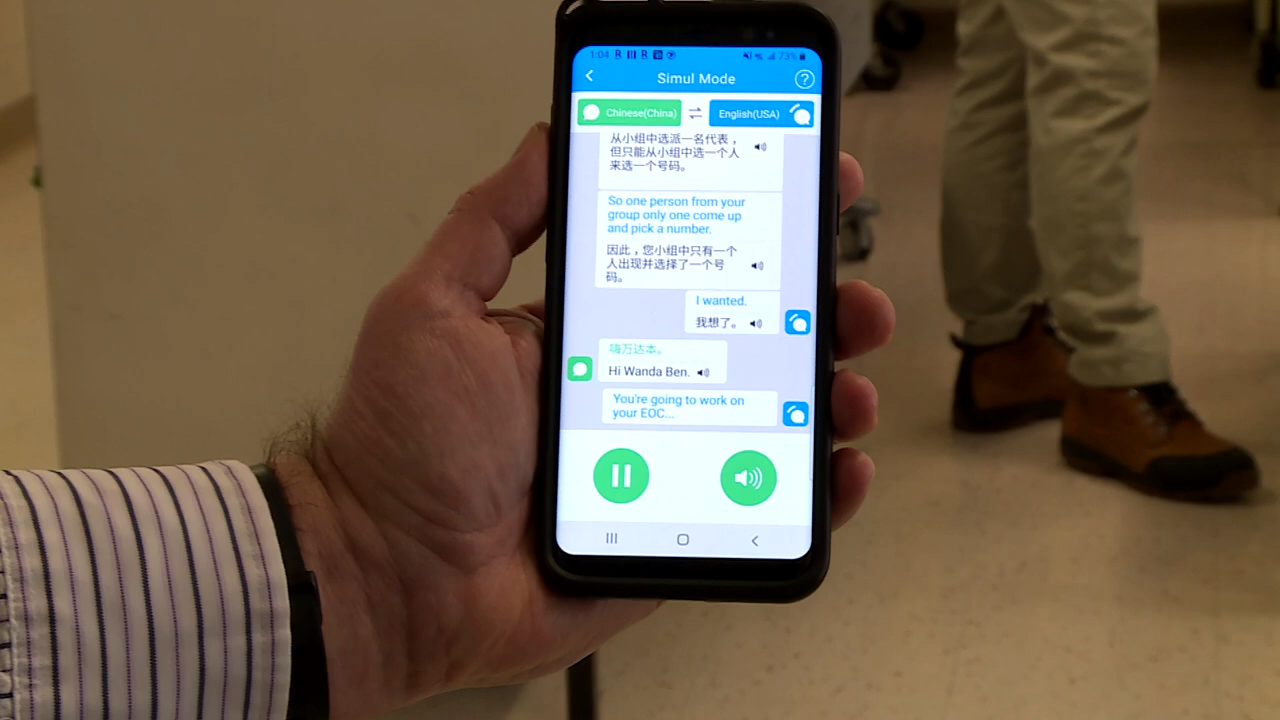 1:04
73%
Simul Mode
?
Chinese(China)
English(USA)
从小组中选派一名代表，
但只能从小组中选一个人
来选一个号码。
So one person from your
group only one come up
and pick a number.
因此，您小组中只有一个
人出现并选择了一个号
码。
I wanted.
我想了。
嗨万达本。
Hi Wanda Ben.
You're going to work on
your EOC...